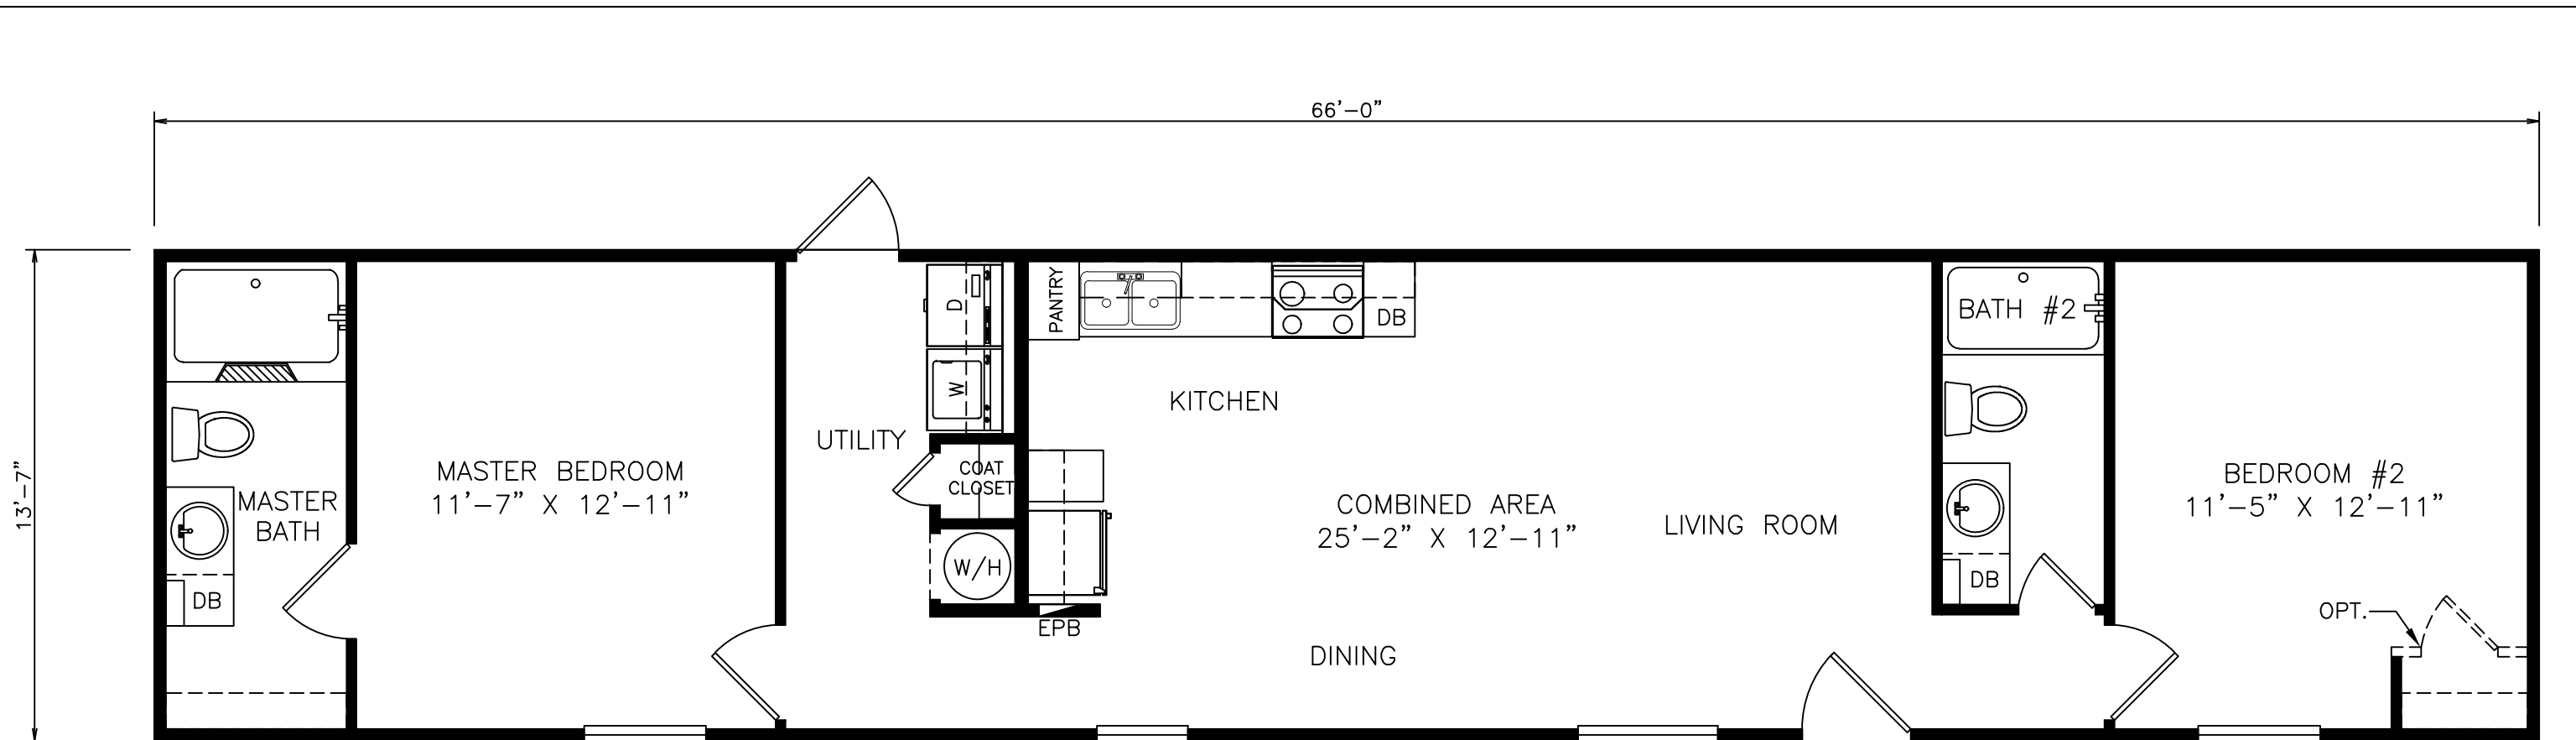 66'-0"
13'-7"
MASTER
BATH
DB
MASTER BEDROOM
11'-7" X 12'-11"
UTILITY
D
W
COAT
CLOSET
W/H
EPB
PANTRY
DB
KITCHEN
COMBINED AREA
25'-2" X 12'-11"
DINING
LIVING ROOM
BATH #2
DB
BEDROOM #2
11'-5" X 12'-11"
OPT.